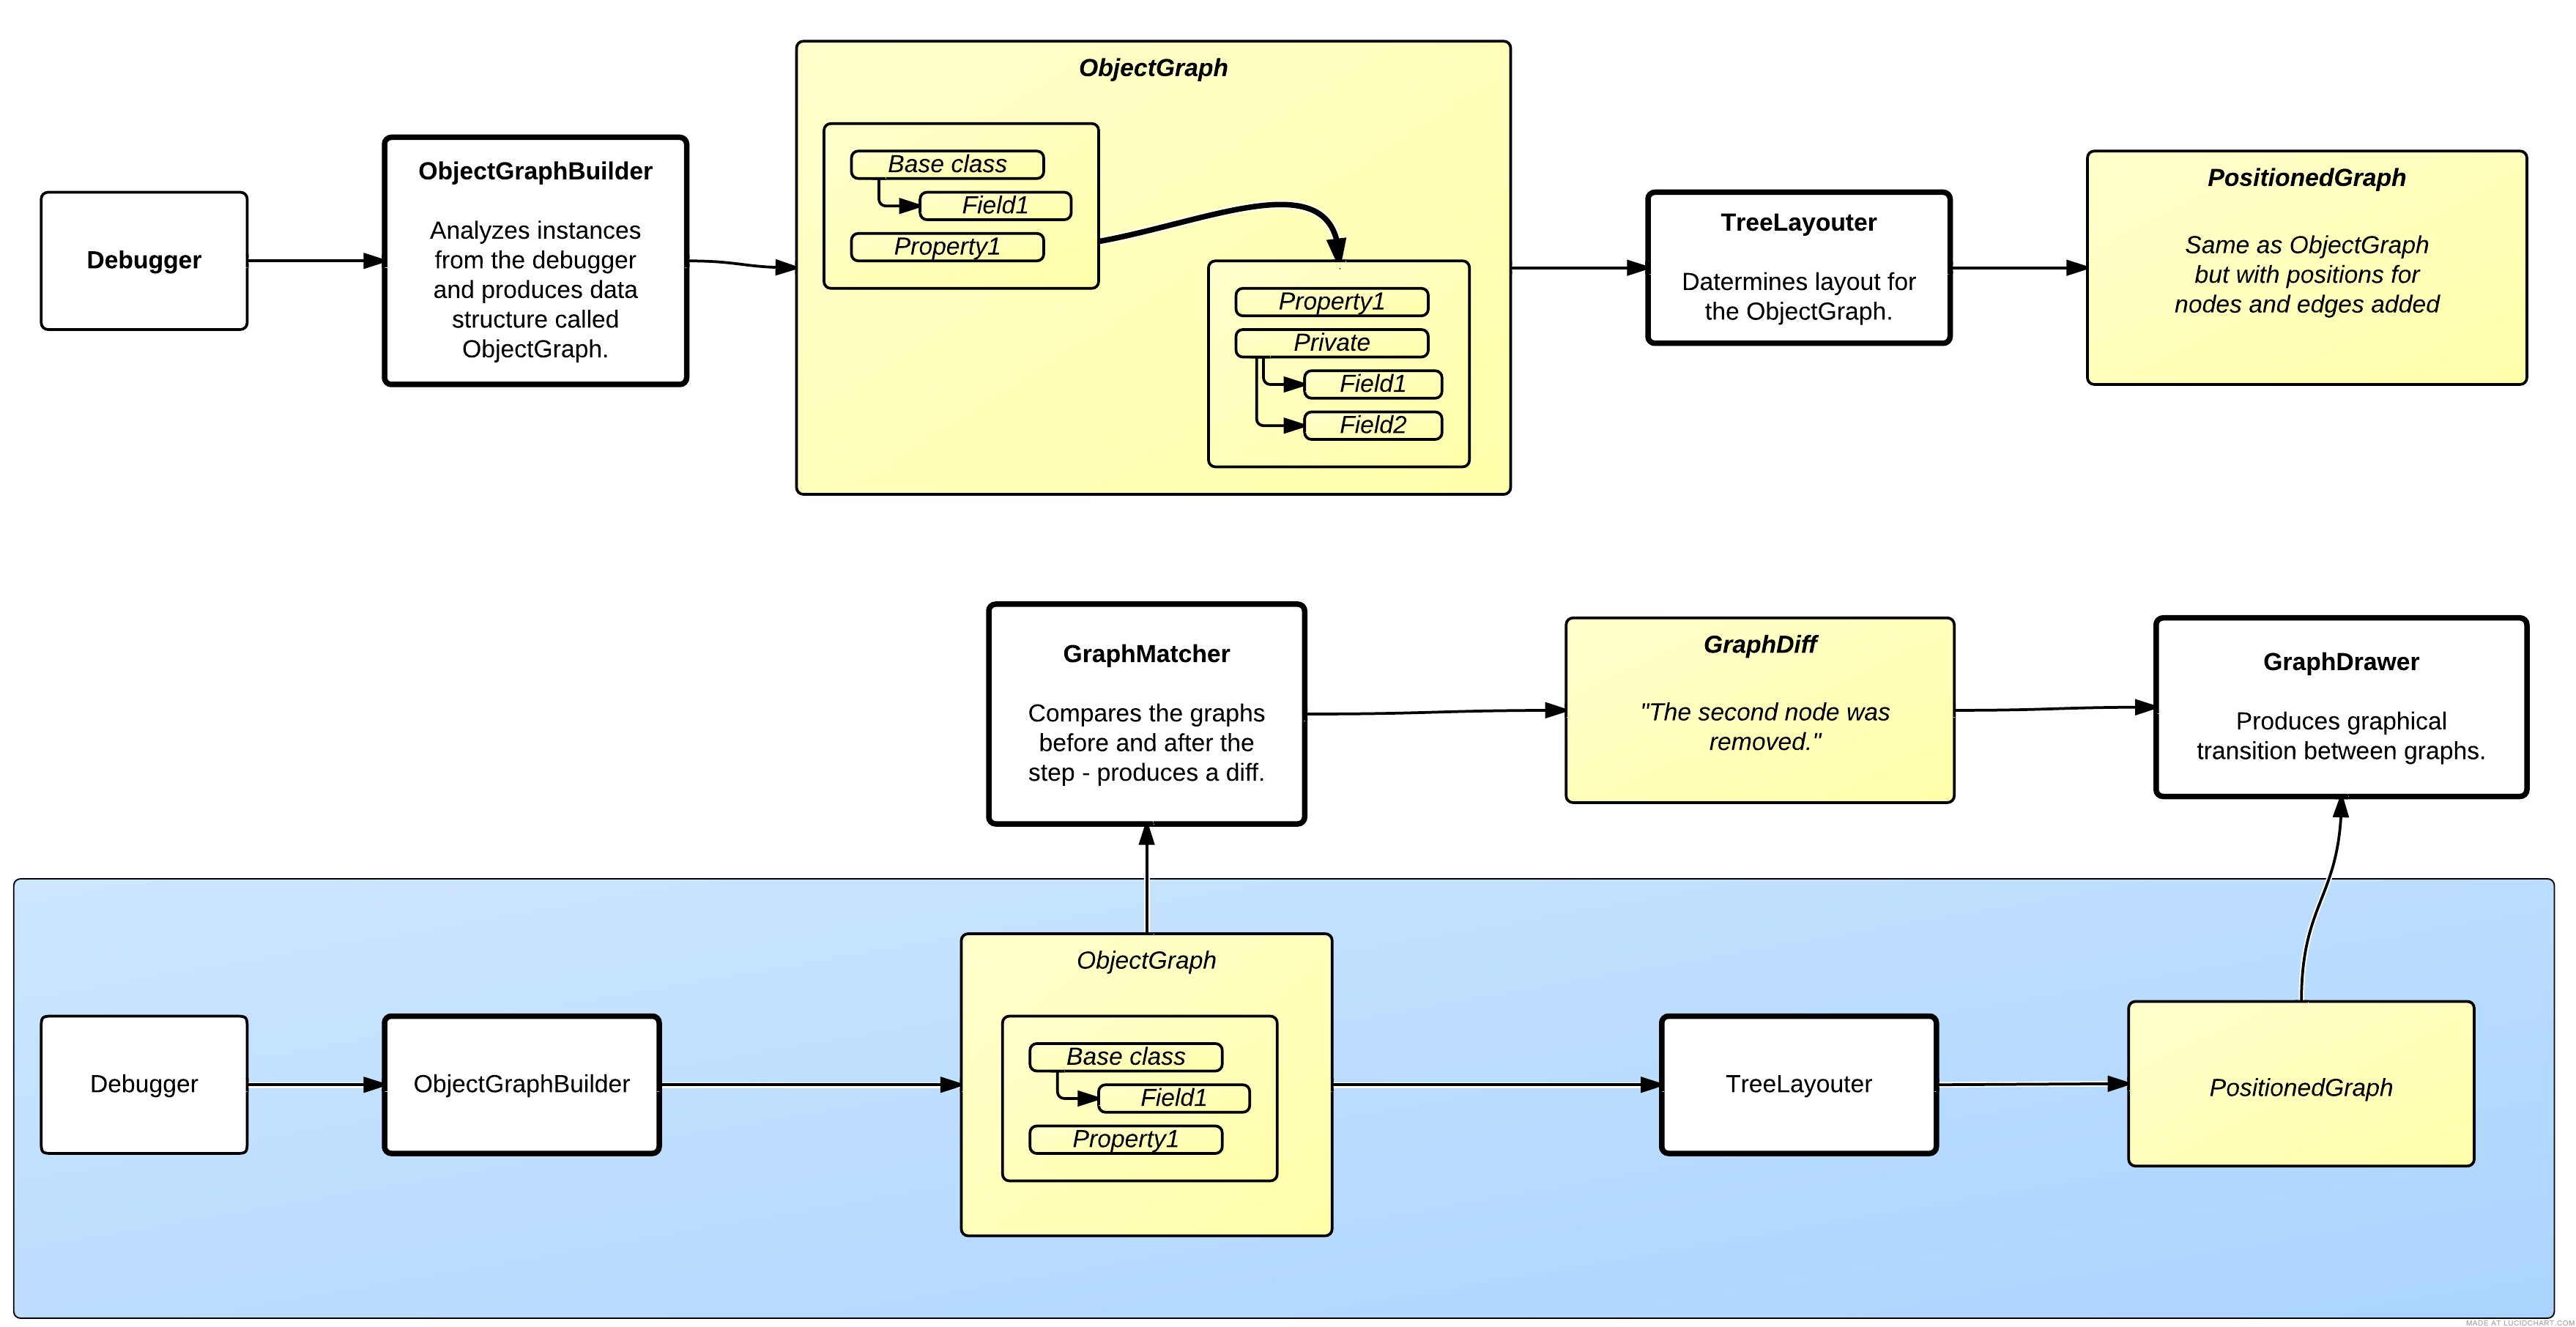 ObjectGraph
Base class
Field1
Property1
Property1
Private
Field1
Field2
Debugger
ObjectGraphBuilder
Analyzes instances
from the debugger
and produces data
structure called
ObjectGraph.
TreeLayouter
Datermines layout for
the ObjectGraph.
PositionedGraph
Same as ObjectGraph
but with positions for
nodes and edges added
GraphMatcher
Compares the graphs
before and after the
step - produces a diff.
GraphDiff
"The second node was
removed."
GraphDrawer
Produces graphical
transition between graphs.
Debugger
ObjectGraphBuilder
ObjectGraph
Base class
Field1
Property1
TreeLayouter
PositionedGraph
MADE AT LUCIDCHART.COM